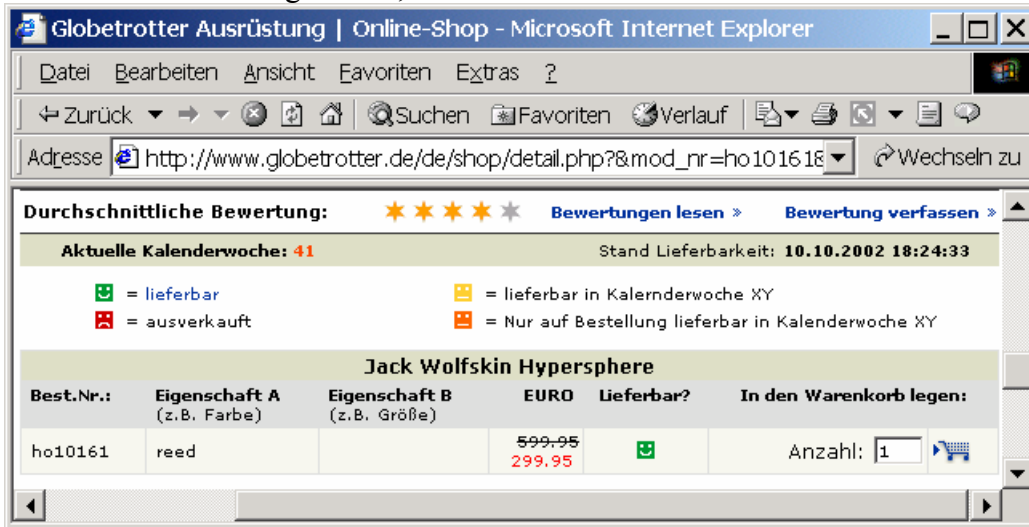 Globetrotter Ausrüstung | Online-Shop - Microsoft Internet Explorer
Datei Bearbeiten Ansicht Favoriten Extras ?
Zurück Suchen Favoriten Verlauf
Adresse http://www.globetrotter.de/de/shop/detail.php?&mod_nr=ho101618 Wechseln zu
Durchschnittliche Bewertung: Bewertungen lesen » Bewertung verfassen »
Aktuelle Kalenderwoche: 41 Stand Lieferbarkeit: 10.10.2002 18:24:33
= lieferbar = lieferbar in Kalernderwoche XY
= ausverkauft = Nur auf Bestellung lieferbar in Kalenderwoche XY
Jack Wolfskin Hypersphere
Best.Nr.: Eigenschaft A Eigenschaft B EURO Lieferbar? In den Warenkorb legen:
(z.B. Farbe) (z.B. Größe)
599.95
ho10161 reed Anzahl: 1
299.95